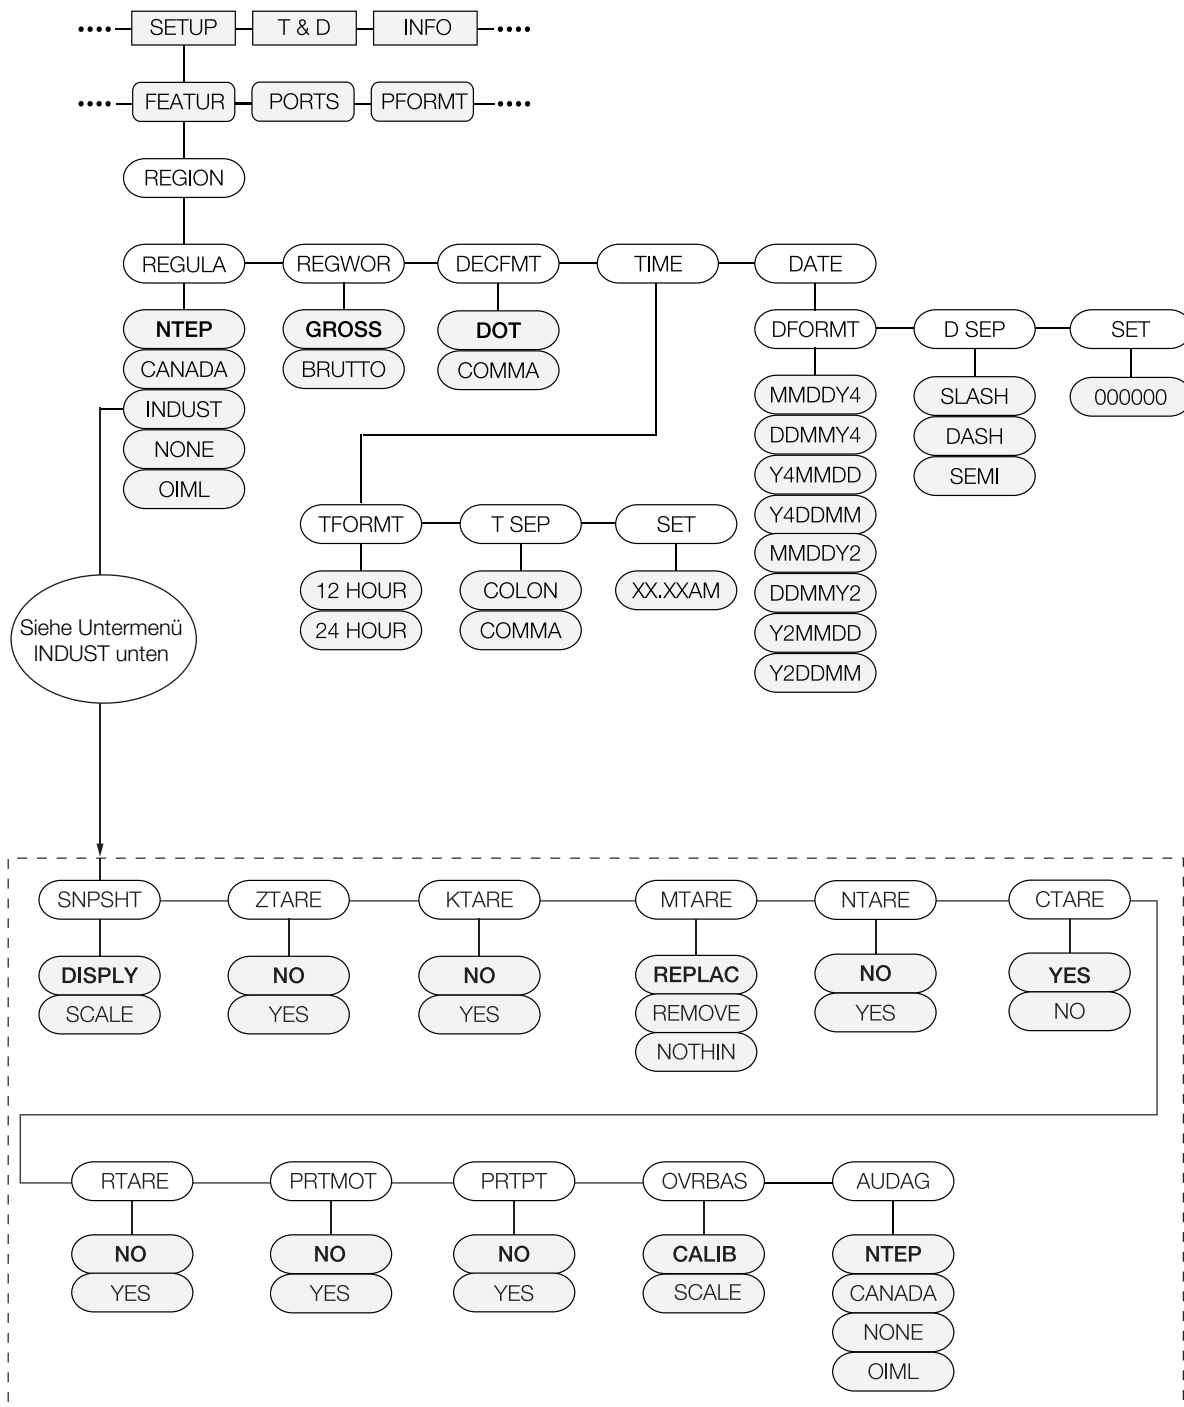 SETUP T & D INFO
FEATUR PORTS PFORMT
REGION
REGULA REGWOR DECFMT TIME DATE
NTEP
CANADA
INDUST
NONE
OIML
GROSS
BRUTTO
DOT
COMMA
DFORMT D SEP SET
MMDDY4
DDMMY4
Y4MMDD
Y4DDMM
MMDDY2
DDMMY2
Y2MMDD
Y2DDMM
SLASH
DASH
SEMI
000000
TFORMT T SEP SET
12 HOUR
24 HOUR
COLON
COMMA
XX.XXAM
Siehe Untermenü
INDUST unten
SNPSHT ZTARE KTARE MTARE NTARE CTARE
DISPLY
SCALE
NO
YES
NO
YES
REPLAC
REMOVE
NOTHIN
NO
YES
YES
NO
RTARE PRTMOT PRTPT OVRBAS AUDAG
NO
YES
NO
YES
NO
YES
CALIB
SCALE
NTEP
CANADA
NONE
OIML